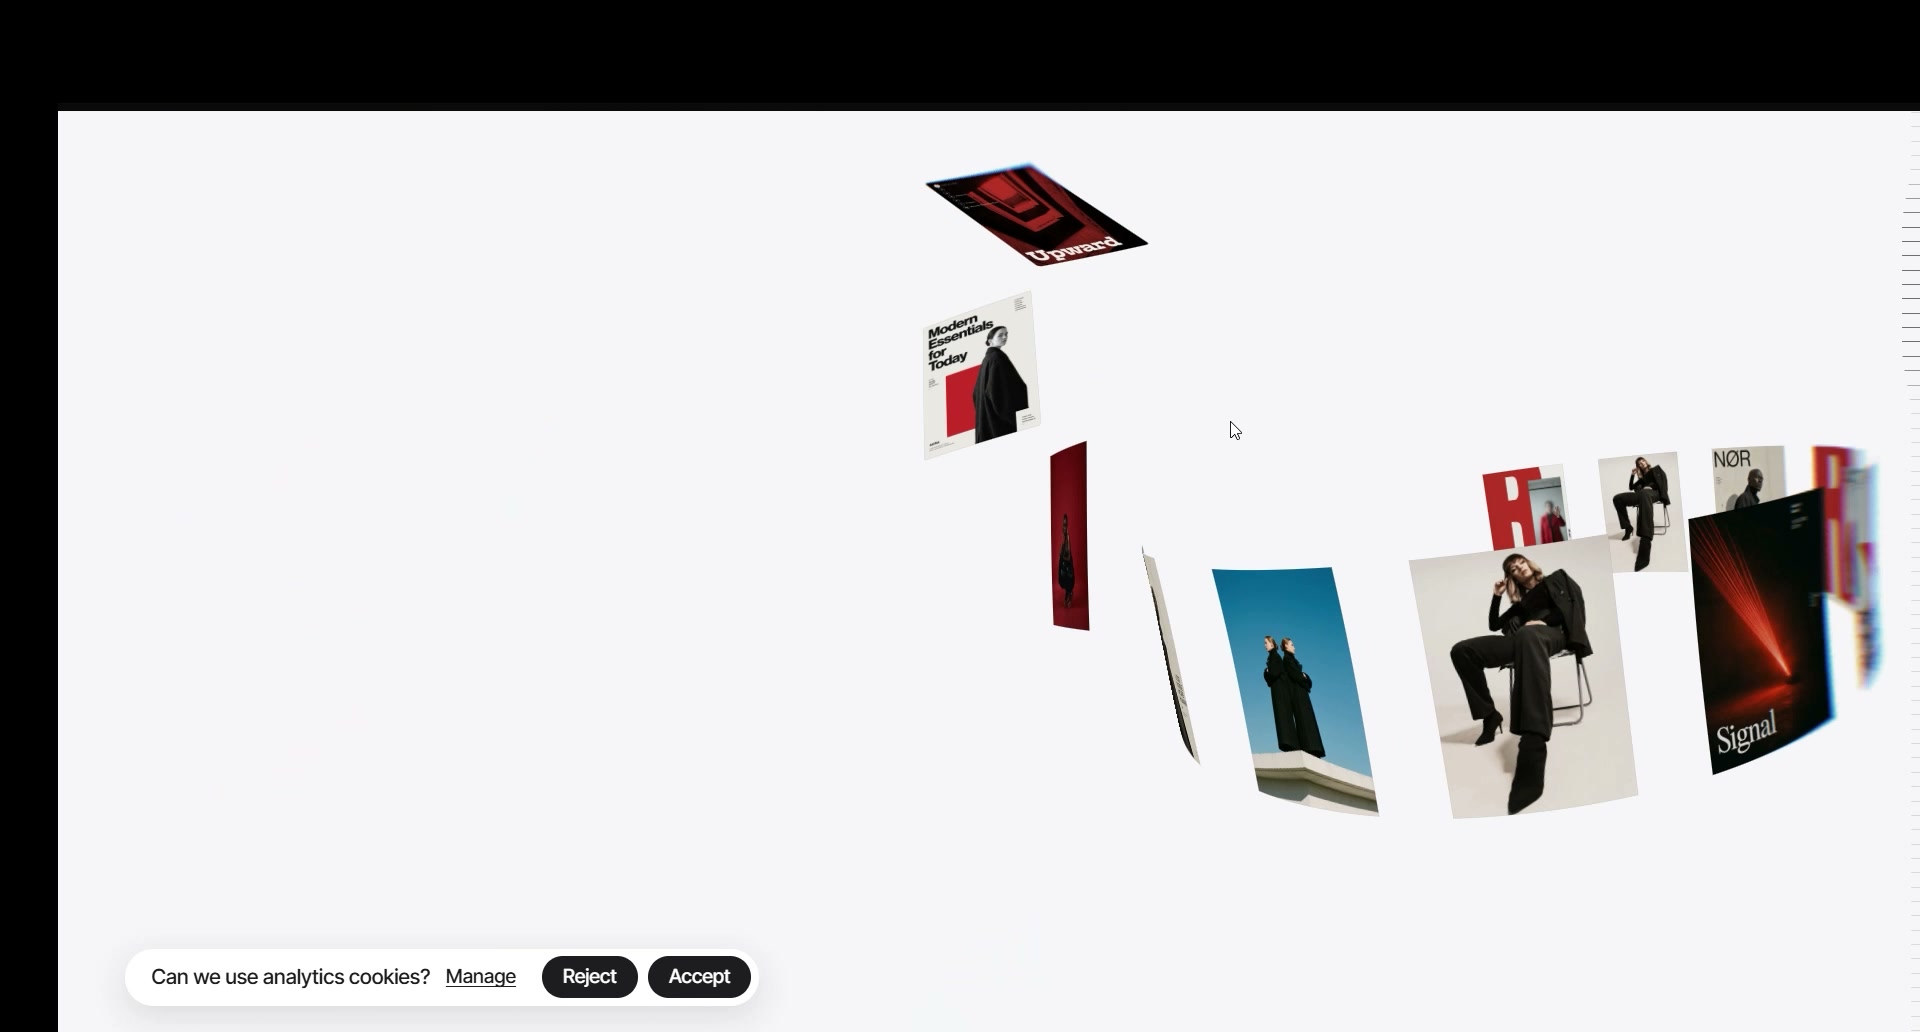 Upward
Modern
Essentials
for
Today
NØR
Signal
Can we use analytics cookies? Manage Reject Accept